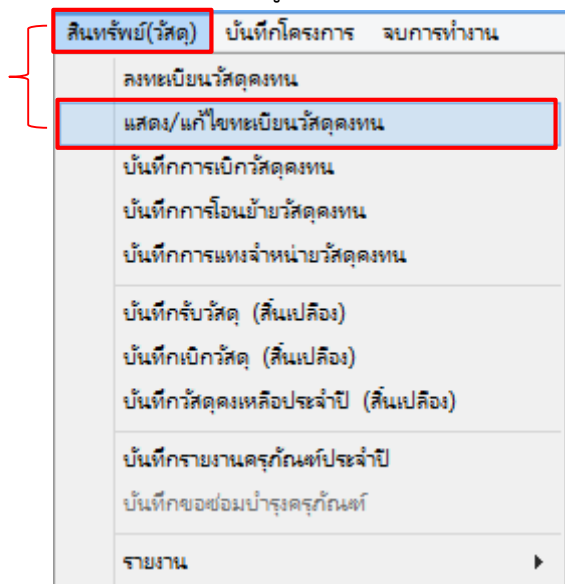 สินทรัพย์(วัสดุ) บันทึกโครงการ จบการทำงาน
ลงทะเบียนวัสดุคงทน
แสดง/แก้ไขทะเบียนวัสดุคงทน
บันทึกการเบิกวัสดุคงทน
บันทึกการโอนย้ายวัสดุคงทน
บันทึกการแทงจำหน่ายวัสดุคงทน
บันทึกรับวัสดุ (สิ้นเปลือง)
บันทึกเบิกวัสดุ (สิ้นเปลือง)
บันทึกวัสดุคงเหลือประจำปี (สิ้นเปลือง)
บันทึกรายงานครุภัณฑ์ประจำปี
บันทึกขอซ่อมบำรุงครุภัณฑ์
รายงาน